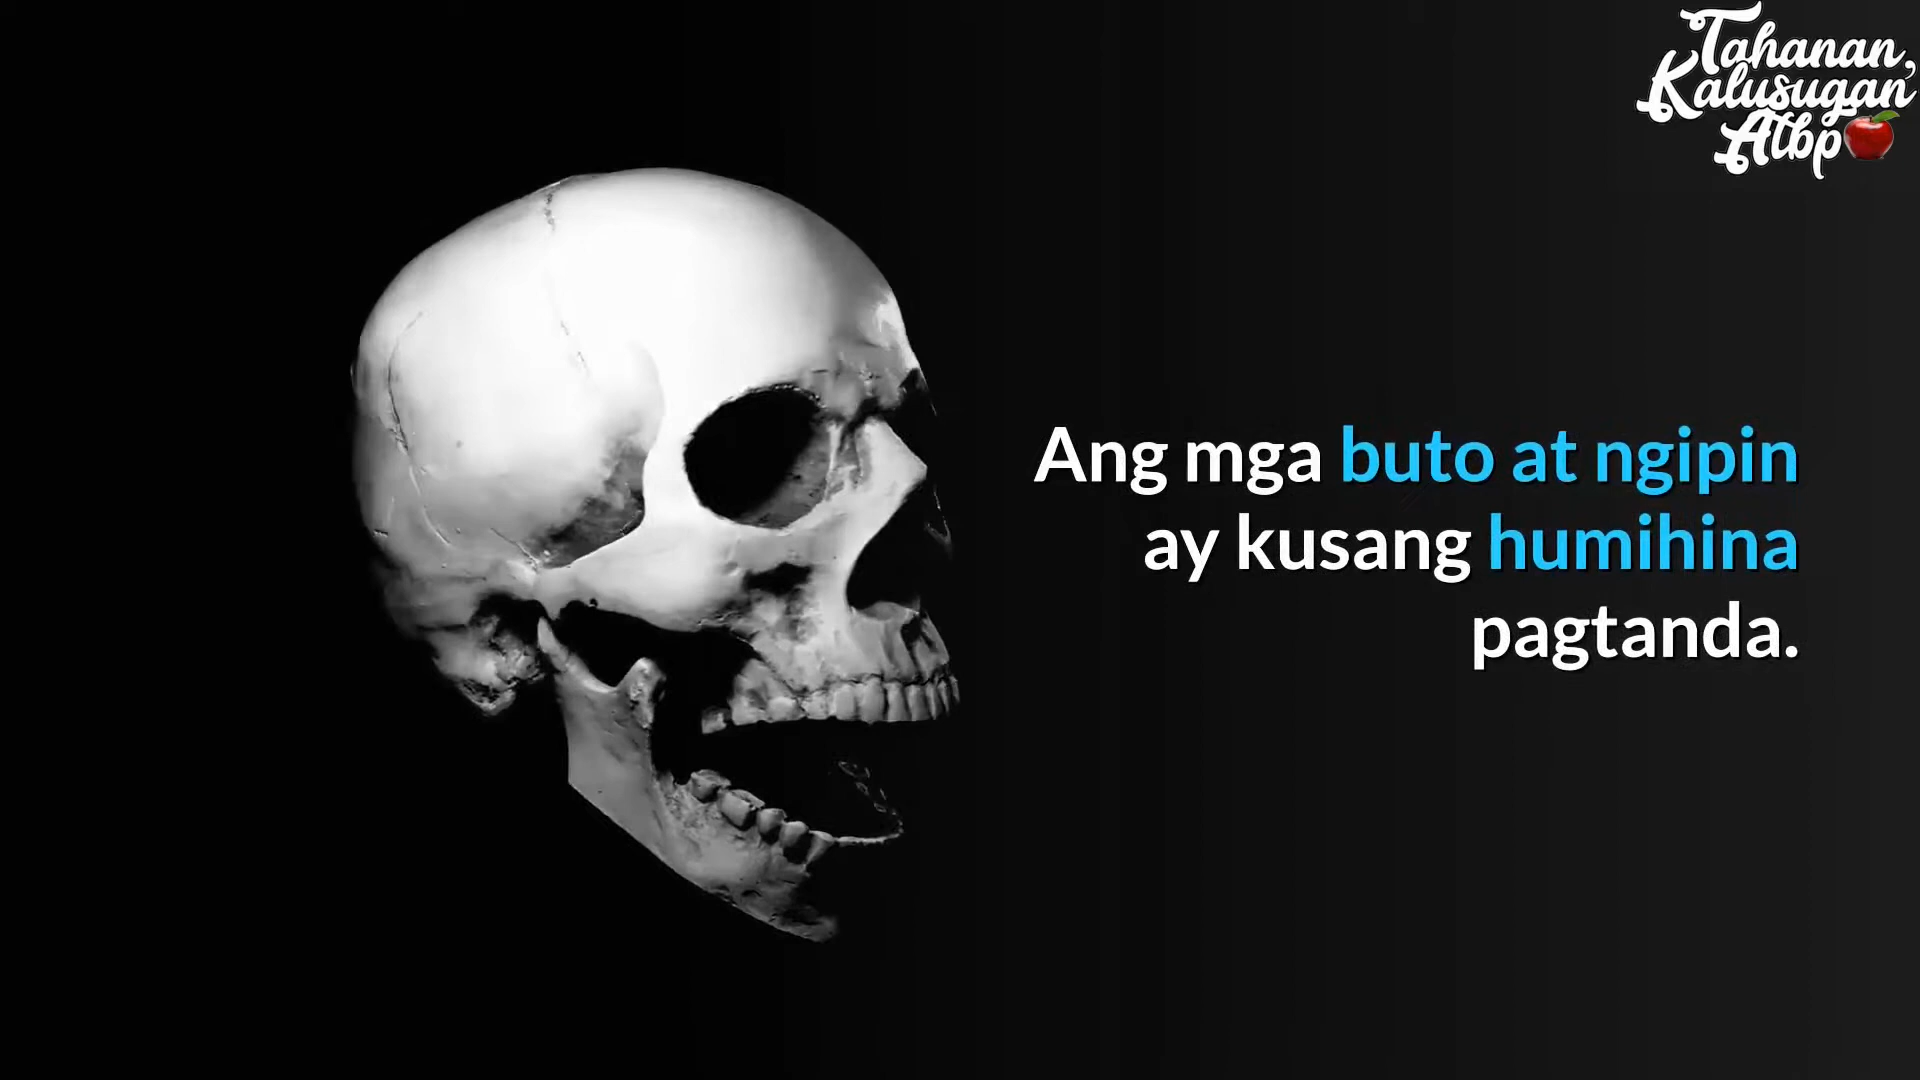 Tahanan,
Kalusugan
Atbp
Ang mga buto at ngipin
ay kusang humihina
pagtanda.